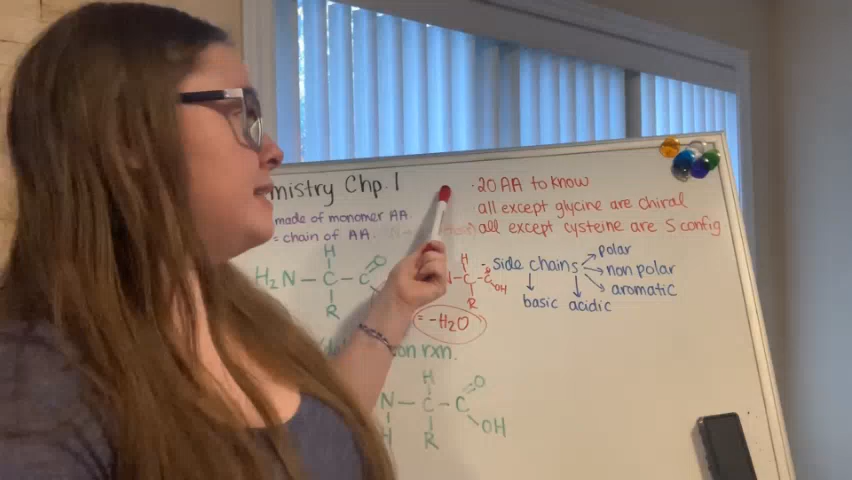 mistry Chp. 1
made of monomer AA
= chain of AA.
H
H₂N — C — C O
R
H
C - C
OH
R
= -H₂O
on rxn.
H
N — C - C O
OH
H
R
· 20 AA to know
all except glycine are chiral
all except cysteine are S config
- side chains → polar
→ non polar
→ aromatic
basic acidic